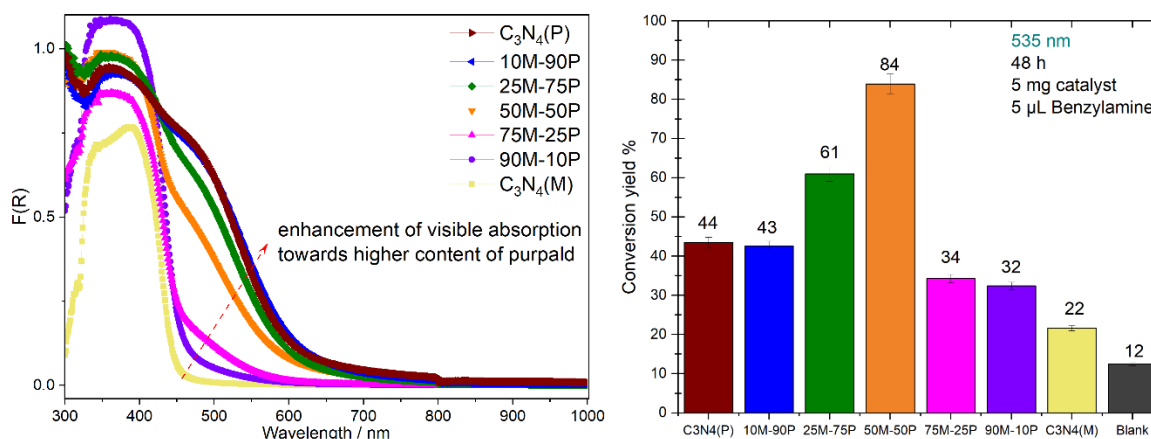 F(R)
1.0
0.5
0.0
300 400 500 600 700 800 900 1000
Wavelength / nm
C₃N₄(P)
10M-90P
25M-75P
50M-50P
75M-25P
90M-10P
C₃N₄(M)
enhancement of visible absorption
towards higher content of purpald
Conversion yield %
100
90
80
70
60
50
40
30
20
10
0
535 nm
48 h
5 mg catalyst
5 µL Benzylamine
44 43 61 84 34 32 22 12
C3N4(P) 10M-90P 25M-75P 50M-50P 75M-25P 90M-10P C3N4(M) Blank